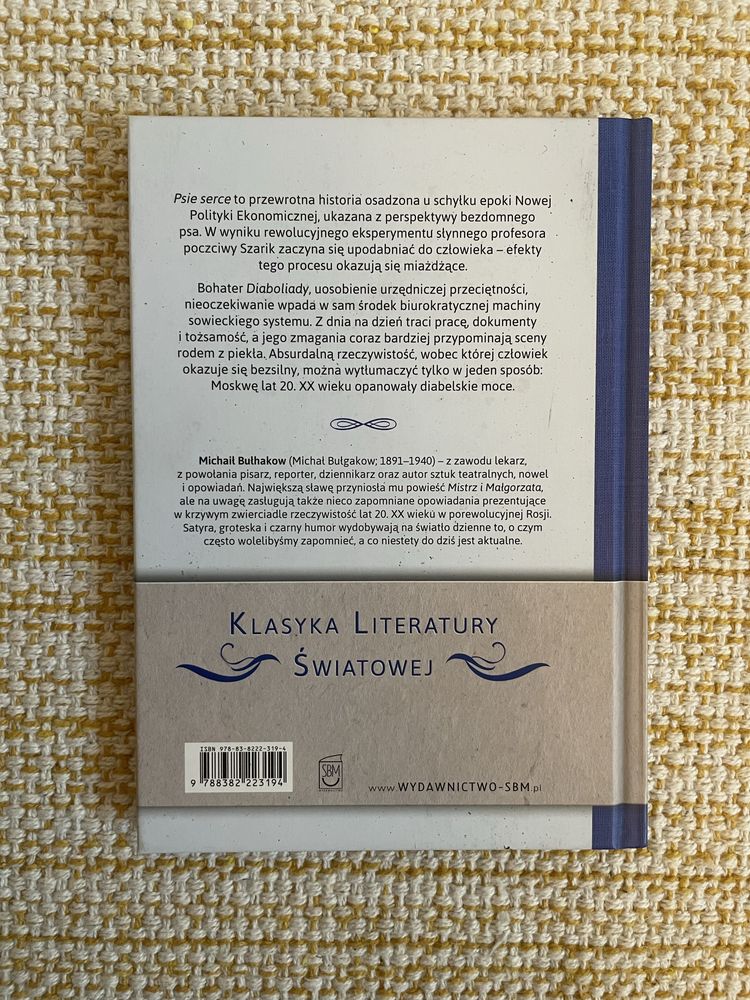 Psie serce to przewrotna historia osadzona u schyłku epoki Nowej
Polityki Ekonomicznej, ukazana z perspektywy bezdomnego
psa. W wyniku rewolucyjnego eksperymentu słynnego profesora
poczciwy Szarik zaczyna się upodabniać do człowieka – efekty
tego procesu okazują się miażdżące.
Bohater Diaboliady, uosobienie urzędniczej przeciętności,
nieoczekiwanie wpada w sam środek biurokratycznej machiny
sowieckiego systemu. Z dnia na dzień traci pracę, dokumenty
i tożsamość, a jego zmagania coraz bardziej przypominają sceny
rodem z piekła. Absurdalną rzeczywistość, wobec której człowiek
okazuje się bezsilny, można wytłumaczyć tylko w jeden sposób:
Moskwę lat 20. XX wieku opanowały diabelskie moce.
Michaił Bułhakow (Michał Bułgakow; 1891–1940) – z zawodu lekarz,
z powołania pisarz, reporter, dziennikarz oraz autor sztuk teatralnych, nowel
i opowiadań. Największą sławę przyniosła mu powieść Mistrz i Małgorzata,
ale na uwagę zasługują także nieco zapomniane opowiadania prezentujące
w krzywym zwierciadle rzeczywistość lat 20. XX wieku w porewolucyjnej Rosji.
Satyra, groteska i czarny humor wydobywają na światło dzienne to, o czym
często wolelibyśmy zapomnieć, a co niestety do dziś jest aktualne.
Klasyka Literatury
Światowej
ISBN 978-83-8222-319-4
9 788382 223194
SBM
www.WYDAWNICTWO-SBM.pl